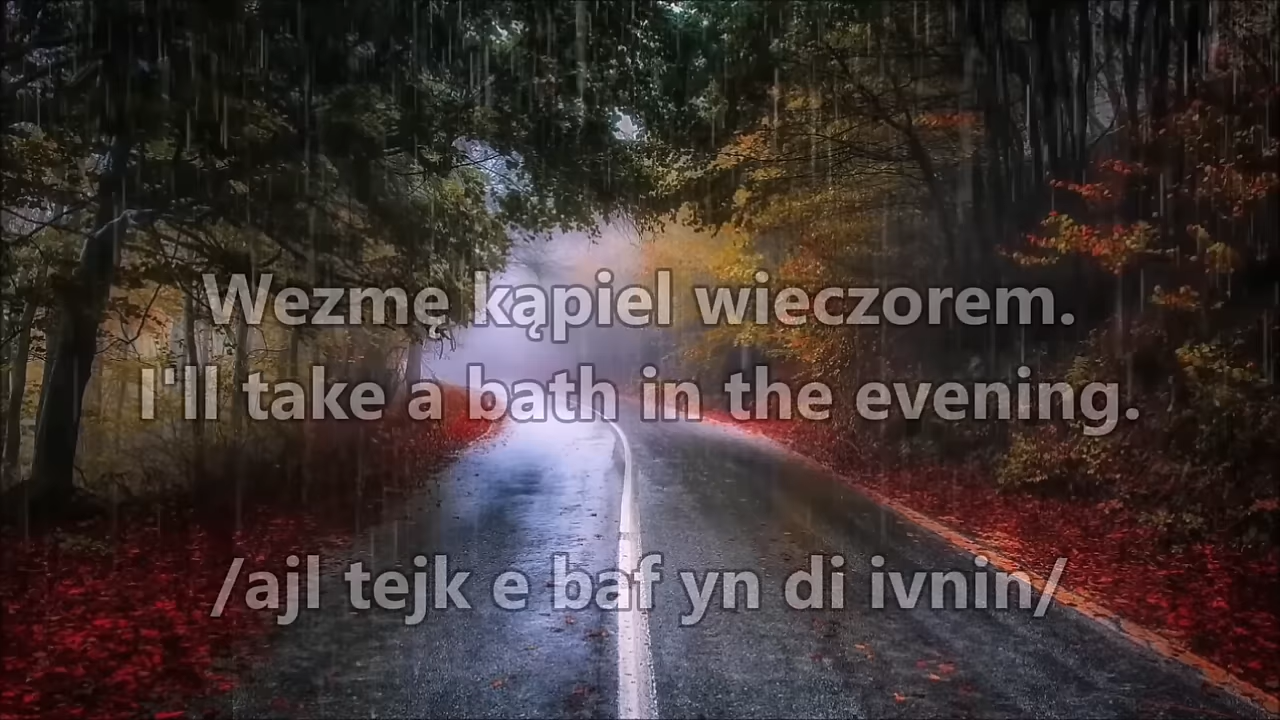 Wezmę kąpiel wieczorem.
I'll take a bath in the evening.
/ajl tejk e baf yn di ivnin/